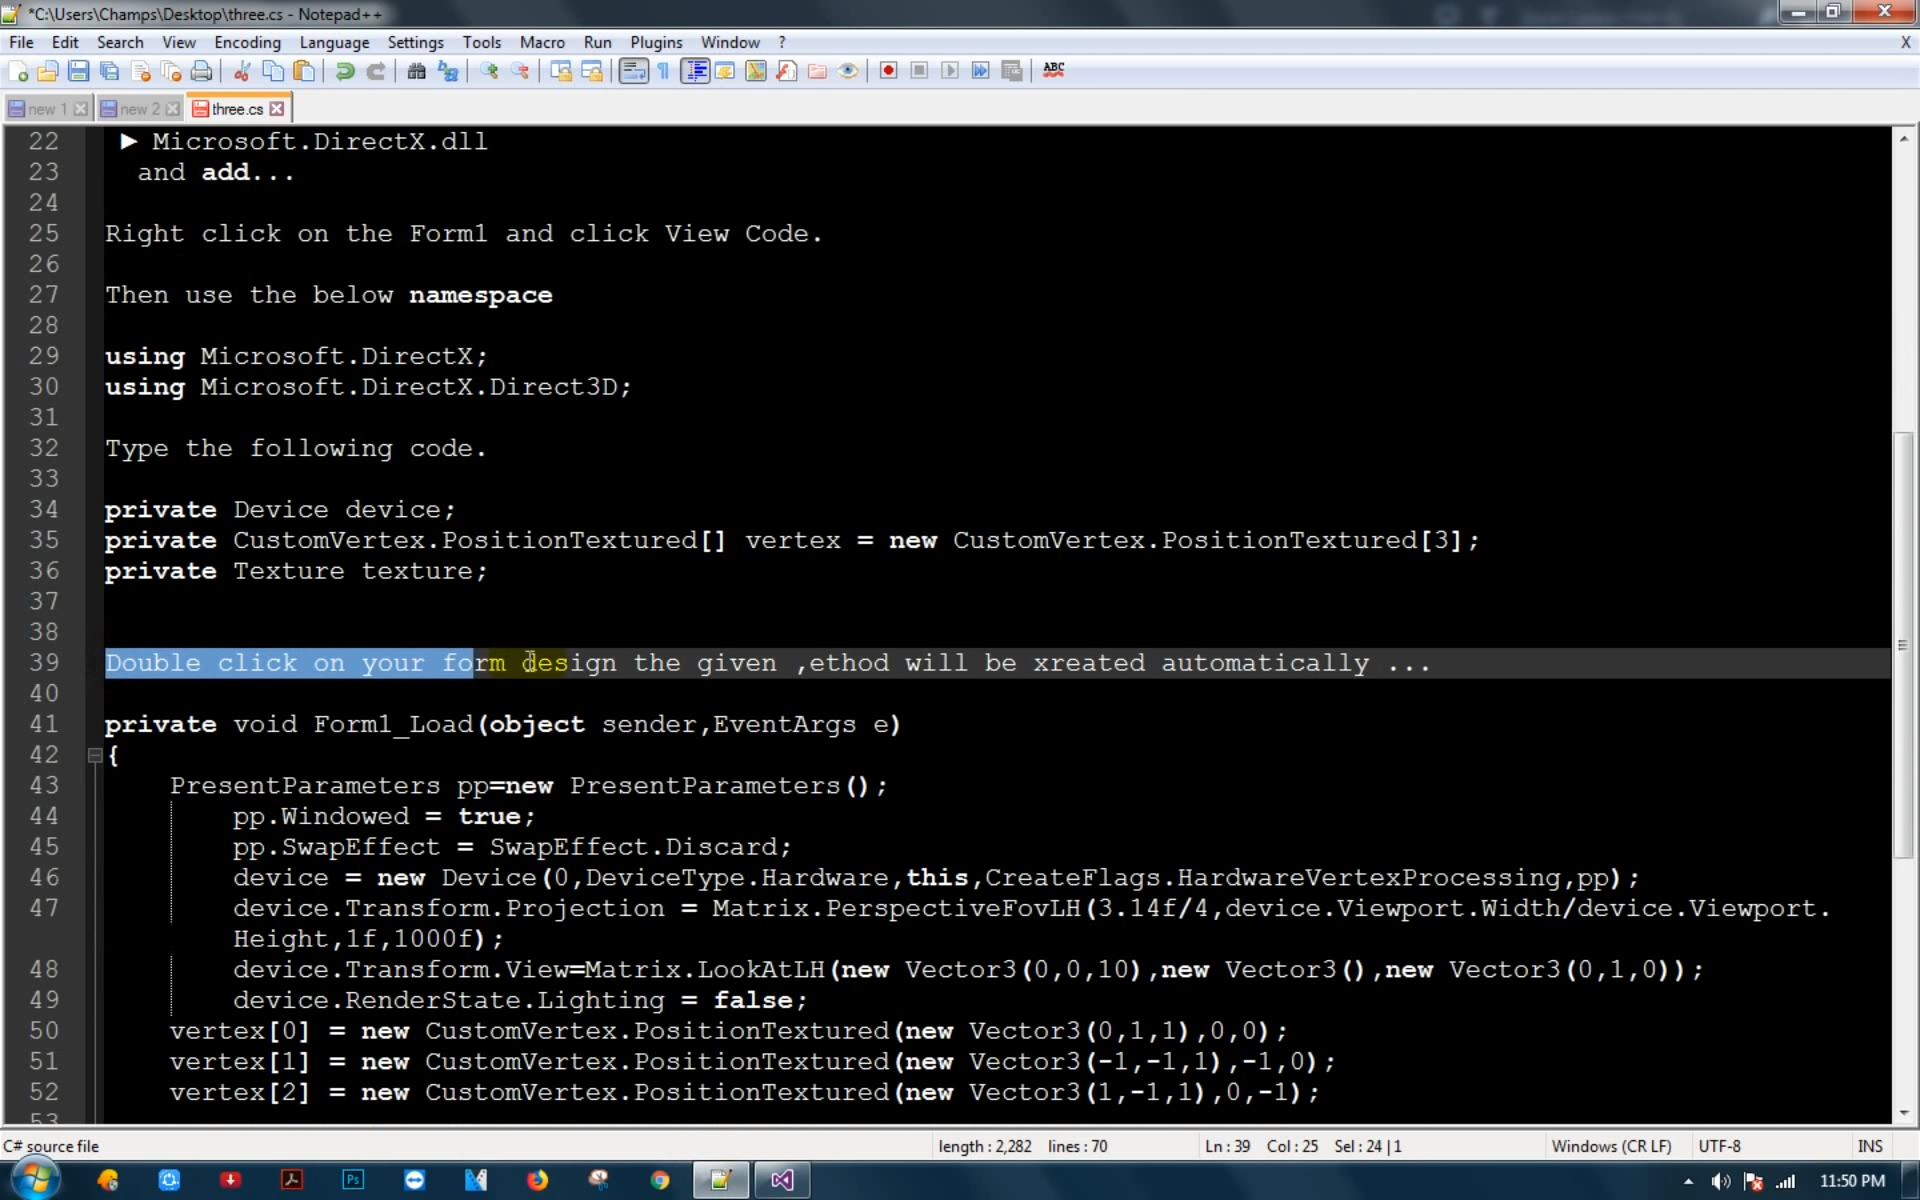 *C:\Users\Champs\Desktop\three.cs - Notepad++
File Edit Search View Encoding Language Settings Tools Macro Run Plugins Window ? X
ABC
new 1 new 2 three.cs
22 ► Microsoft.DirectX.dll
23 and add...
24
25 Right click on the Form1 and click View Code.
26
27 Then use the below namespace
28
29 using Microsoft.DirectX;
30 using Microsoft.DirectX.Direct3D;
31
32 Type the following code.
33
34 private Device device;
35 private CustomVertex.PositionTextured[] vertex = new CustomVertex.PositionTextured[3];
36 private Texture texture;
37
38
39 Double click on your form design the given ,ethod will be xreated automatically ...
40
41 private void Form1_Load(object sender,EventArgs e)
42 {
43 PresentParameters pp=new PresentParameters();
44 pp.Windowed = true;
45 pp.SwapEffect = SwapEffect.Discard;
46 device = new Device(0,DeviceType.Hardware,this,CreateFlags.HardwareVertexProcessing,pp);
47 device.Transform.Projection = Matrix.PerspectiveFovLH(3.14f/4,device.Viewport.Width/device.Viewport.
Height,1f,1000f);
48 device.Transform.View=Matrix.LookAtLH(new Vector3(0,0,10),new Vector3(),new Vector3(0,1,0));
49 device.RenderState.Lighting = false;
50 vertex[0] = new CustomVertex.PositionTextured(new Vector3(0,1,1),0,0);
51 vertex[1] = new CustomVertex.PositionTextured(new Vector3(-1,-1,1),-1,0);
52 vertex[2] = new CustomVertex.PositionTextured(new Vector3(1,-1,1),0,-1);
53
C# source file length : 2,282 lines : 70 Ln : 39 Col : 25 Sel : 24 | 1 Windows (CR LF) UTF-8 INS
Ps 11:50 PM